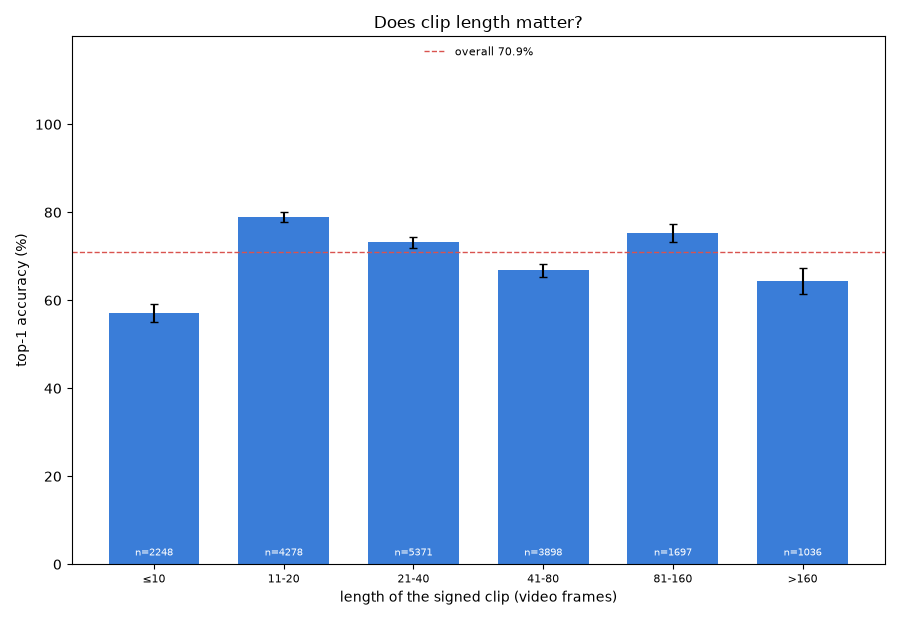 Does clip length matter?
overall 70.9%
top-1 accuracy (%)
100
80
60
40
20
0
n=2248 n=4278 n=5371 n=3898 n=1697 n=1036
≤10 11-20 21-40 41-80 81-160 >160
length of the signed clip (video frames)